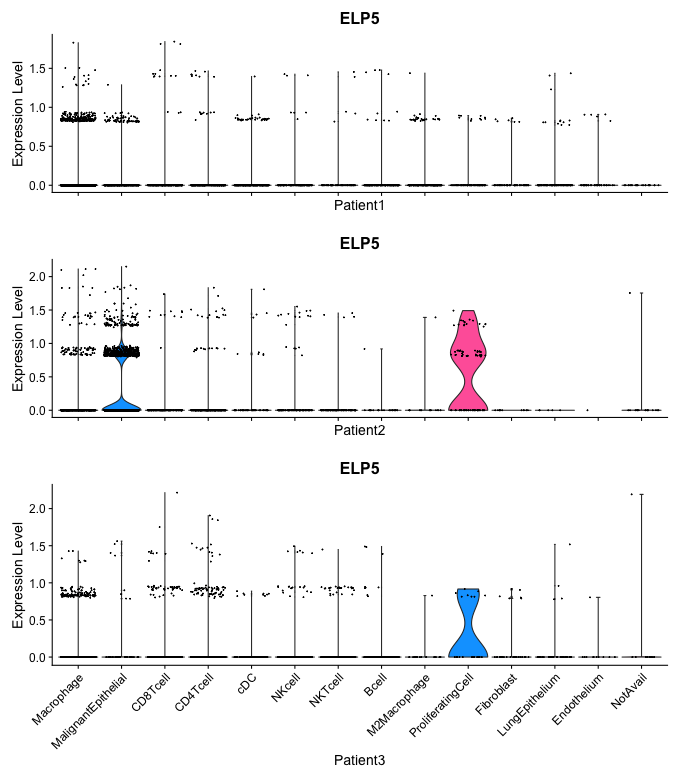 ELP5
Expression Level
1.5
1.0
0.5
0.0
Patient1
ELP5
Expression Level
2.0
1.5
1.0
0.5
0.0
Patient2
ELP5
Expression Level
2.0
1.5
1.0
0.5
0.0
Macrophage
MalignantEpithelial
CD8Tcell
CD4Tcell
cDC
NKcell
NKTcell
Bcell
M2Macrophage
ProliferatingCell
Fibroblast
LungEpithelium
Endothelium
NotAvail
Patient3